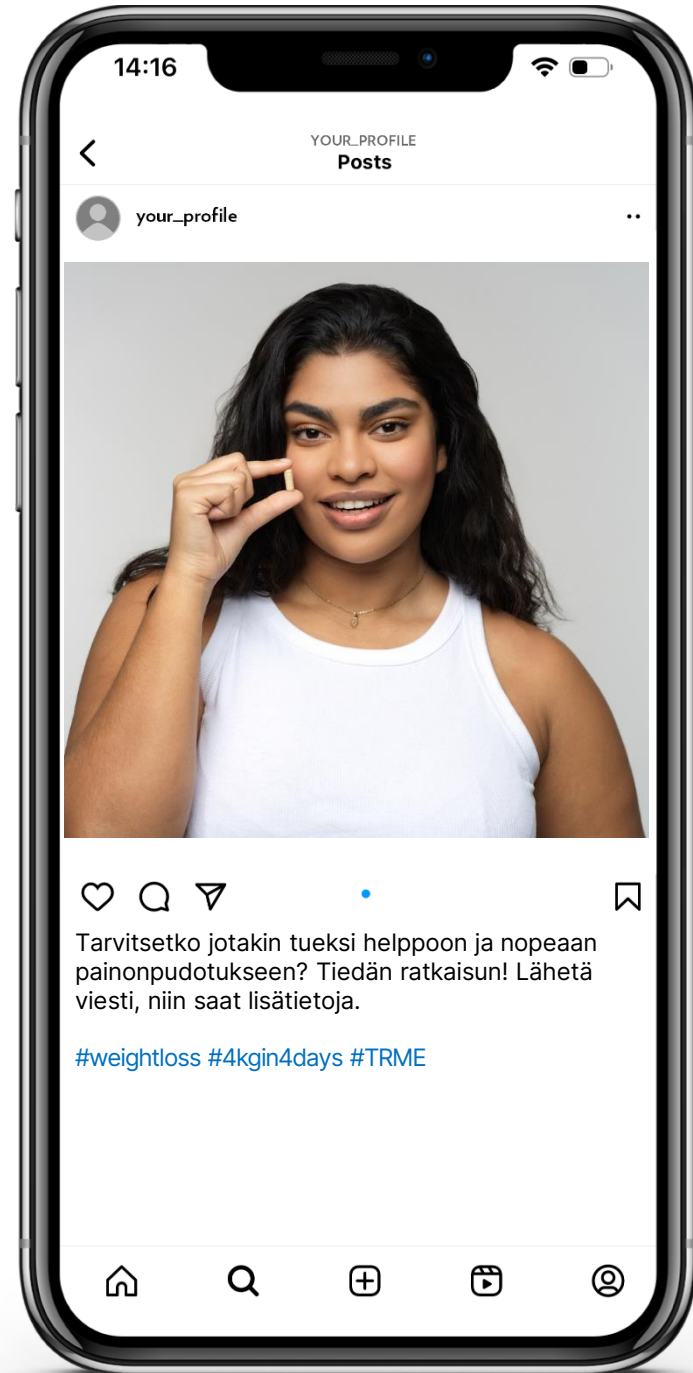 14:16
YOUR_PROFILE
Posts
your_profile
Tarvitsetko jotakin tueksi helppoon ja nopeaan
painonpudotukseen? Tiedän ratkaisun! Lähetä
viesti, niin saat lisätietoja.
#weightloss #4kgin4days #TRME